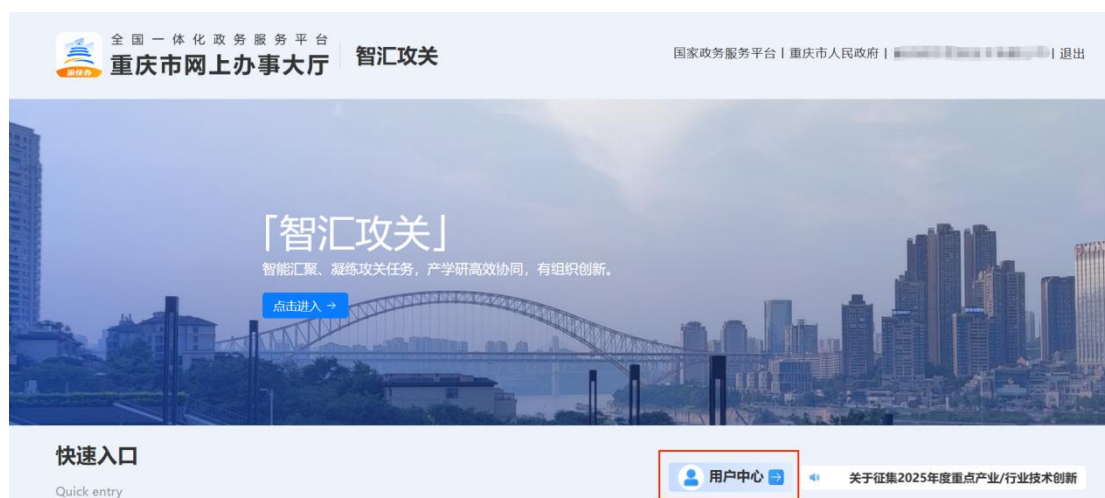 全国一体化政务服务平台
重庆市网上办事大厅
渝快办
智汇攻关
国家政务服务平台 | 重庆市人民政府 |
| 退出
「智汇攻关」
智能汇聚、凝练攻关任务，产学研高效协同，有组织创新。
点击进入 →
快速入口
Quick entry
用户中心
关于征集2025年度重点产业/行业技术创新